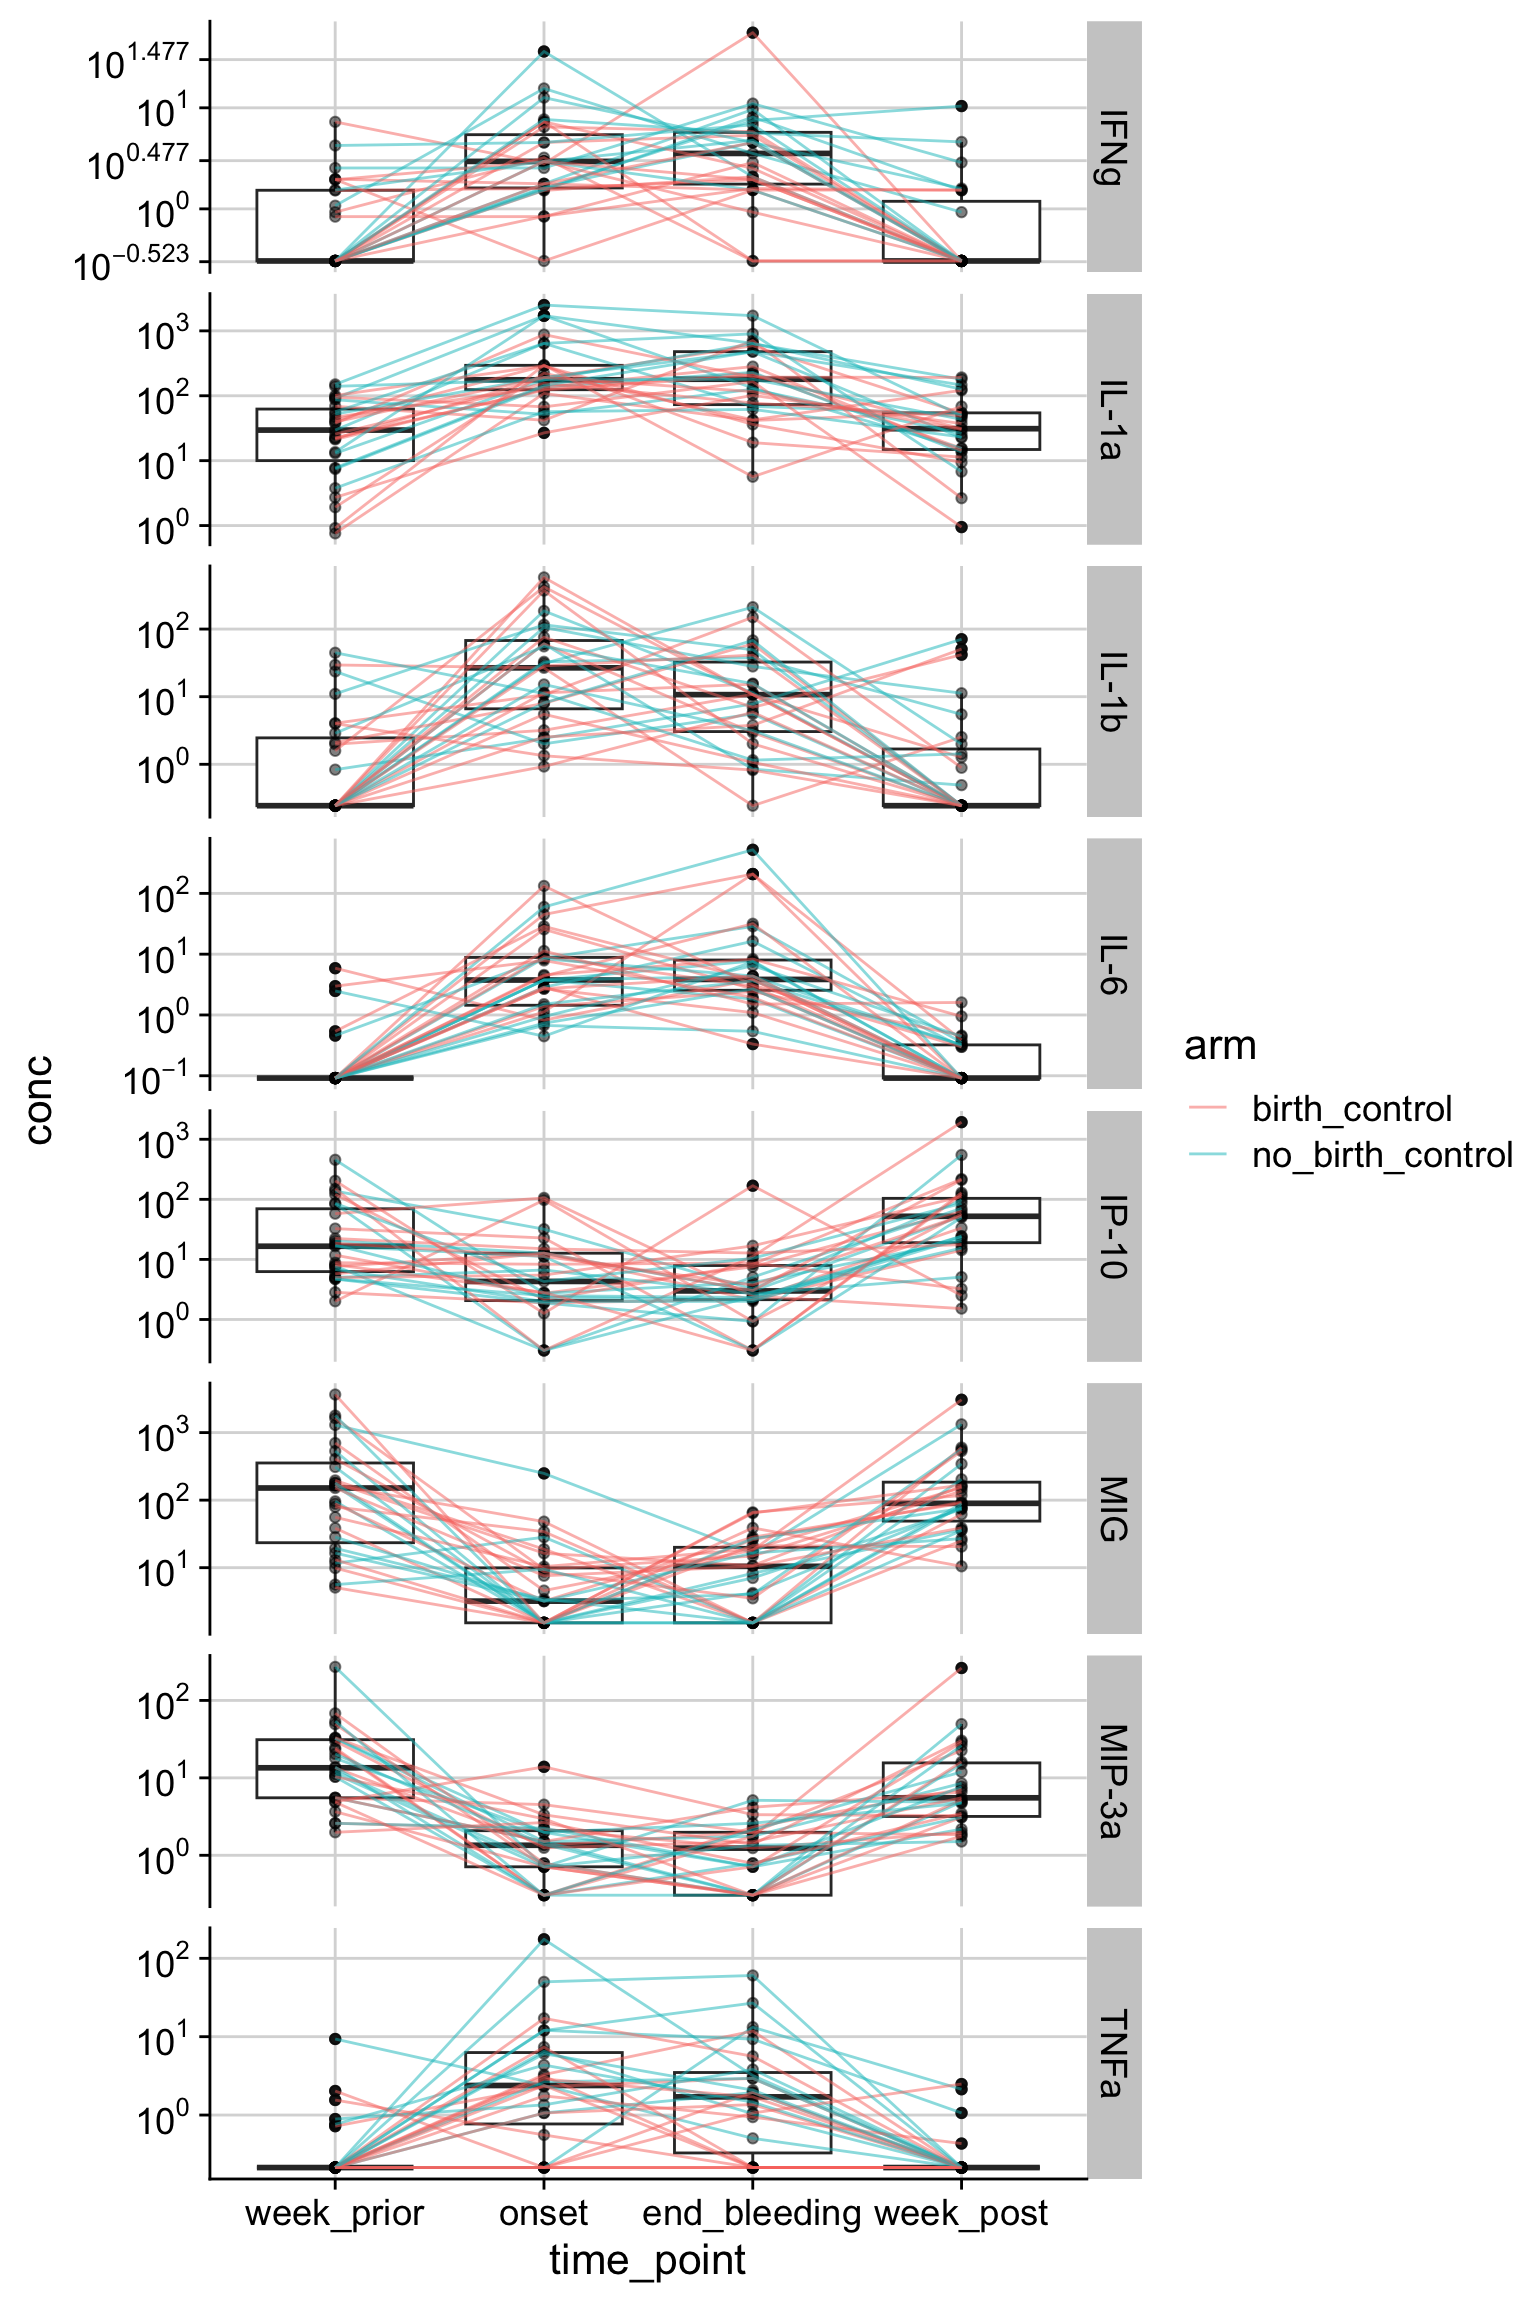 conc
10^1.477
10^1
10^0.477
10^0
10^−0.523
IFNg
10^3
10^2
10^1
10^0
IL-1a
10^2
10^1
10^0
IL-1b
10^2
10^1
10^0
10^−1
IL-6
10^3
10^2
10^1
10^0
IP-10
10^3
10^2
10^1
MIG
10^2
10^1
10^0
MIP-3a
10^2
10^1
10^0
TNFa
week_prior onset end_bleeding week_post
time_point
arm
birth_control
no_birth_control